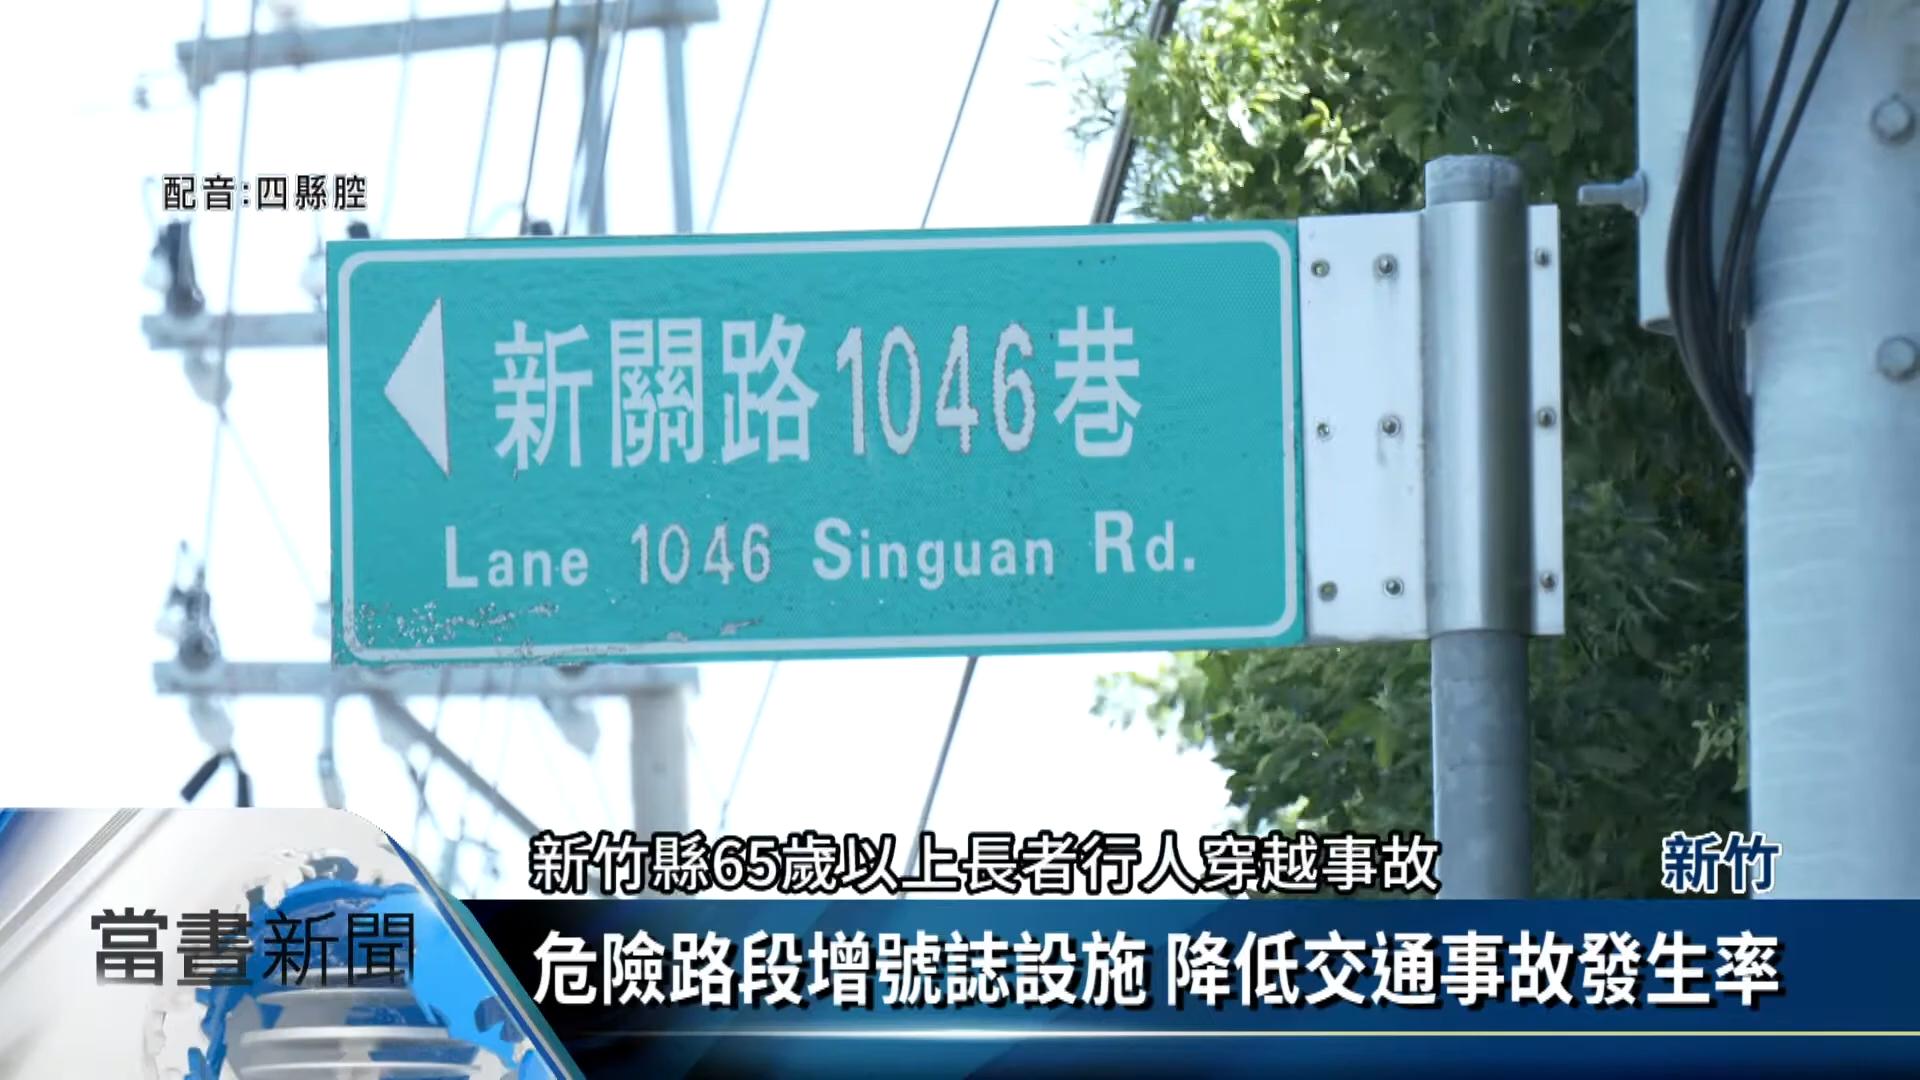 配音:四縣腔
新關路1046巷
Lane 1046 Singuan Rd.
新竹縣65歲以上長者行人穿越事故
新竹
當晝新聞
危險路段增號誌設施 降低交通事故發生率